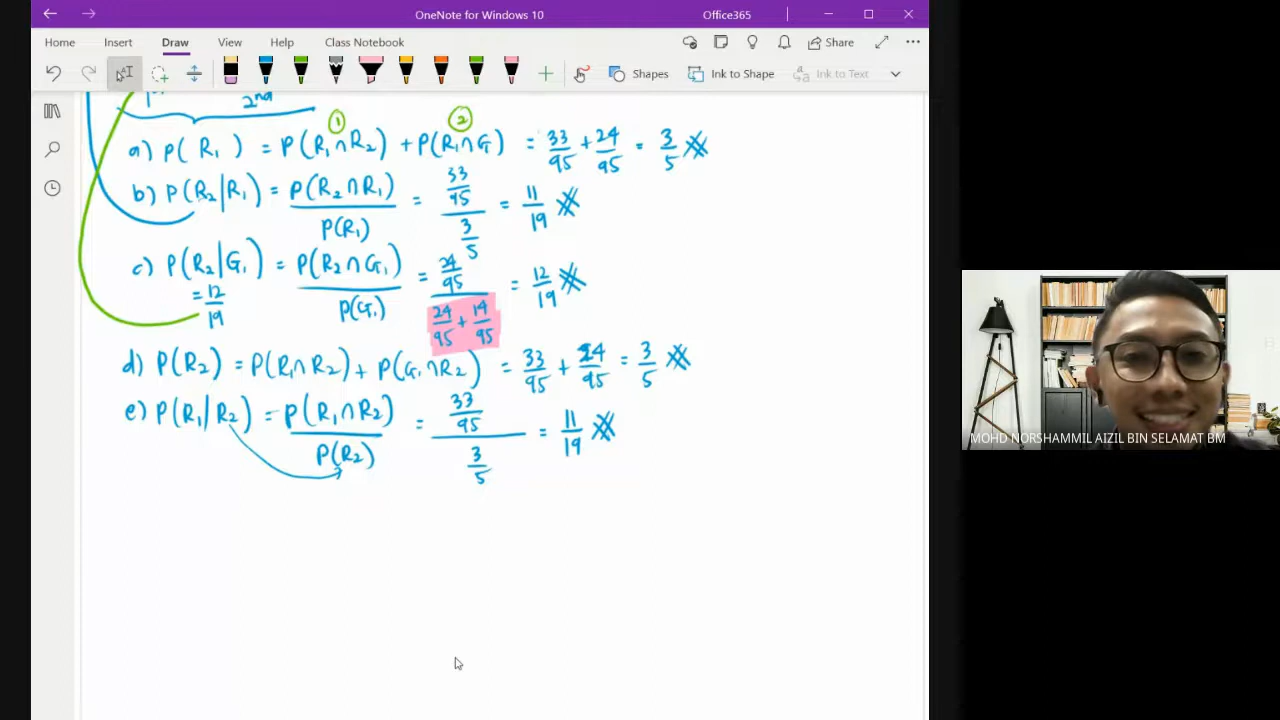 OneNote for Windows 10
Office365
Home Insert Draw View Help Class Notebook
Share
Shapes
Ink to Shape
Ink to Text
2nd
① ②
a) P( R₁ ) = P(R₁∩R₂) + P(R₁∩G) = 33/95 + 24/95 = 3/5
b) P(R₂|R₁) = P(R₂∩R₁)/P(R₁) = (33/95)/(3/5) = 11/19
c) P(R₂|G₁) = P(R₂∩G₁)/P(G₁) = (24/95)/(24/95 + 14/95) = 12/19
= 12/19
d) P(R₂) = P(R₁∩R₂) + P(G₁∩R₂) = 33/95 + 24/95 = 3/5
e) P(R₁|R₂) = P(R₁∩R₂)/P(R₂) = (33/95)/(3/5) = 11/19
MOHD NORSHAMMIL AIZIL BIN SELAMAT BM